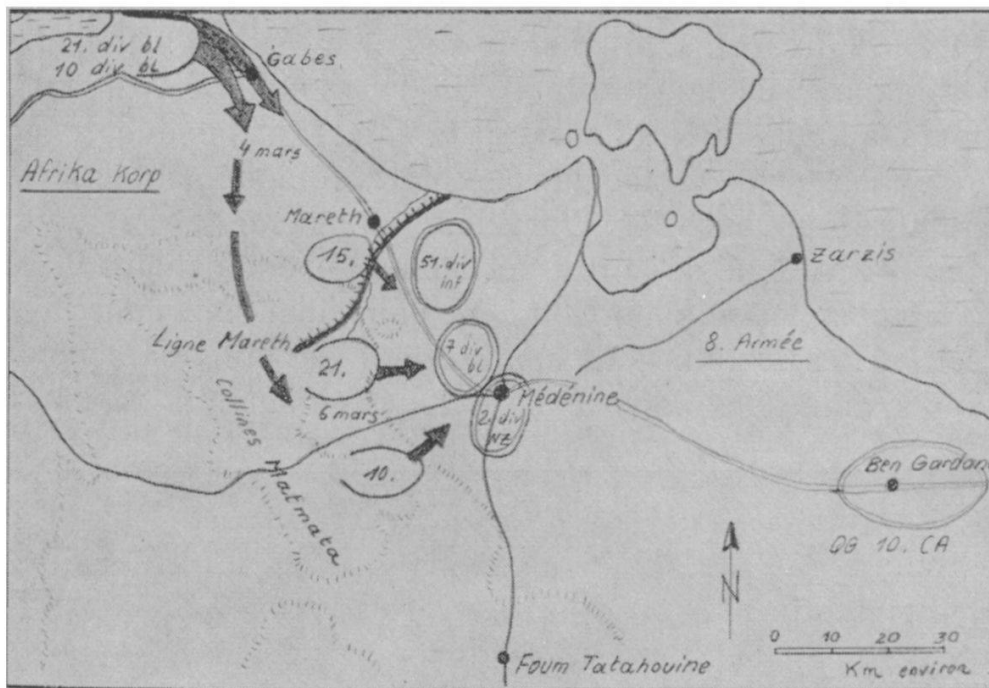 21. div bl
10 div bl
Gabes
4 mars
Afrika Korp
Mareth
15.
51. div
inf
Zarzis
Ligne Mareth
7 div
bl
8. Armée
21.
6 mars
Médénine
2. div
NZ
Collines
Matmata
10.
Ben Gardan
QG 10. CA
N
0 10 20 30
Km environ
Foum Tatahouine